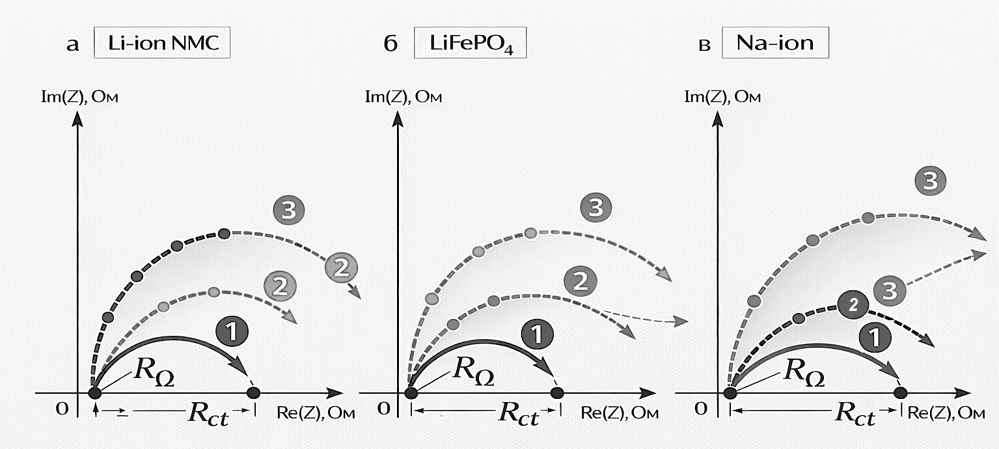 а Li-ion NMC
Im(Z), Ом
3
2
2
1
RΩ
0
Rct
Re(Z), Ом
б LiFePO4
Im(Z), Ом
3
2
1
RΩ
0
Rct
Re(Z), Ом
в Na-ion
Im(Z), Ом
3
3
2
1
RΩ
0
Rct
Re(Z), Ом